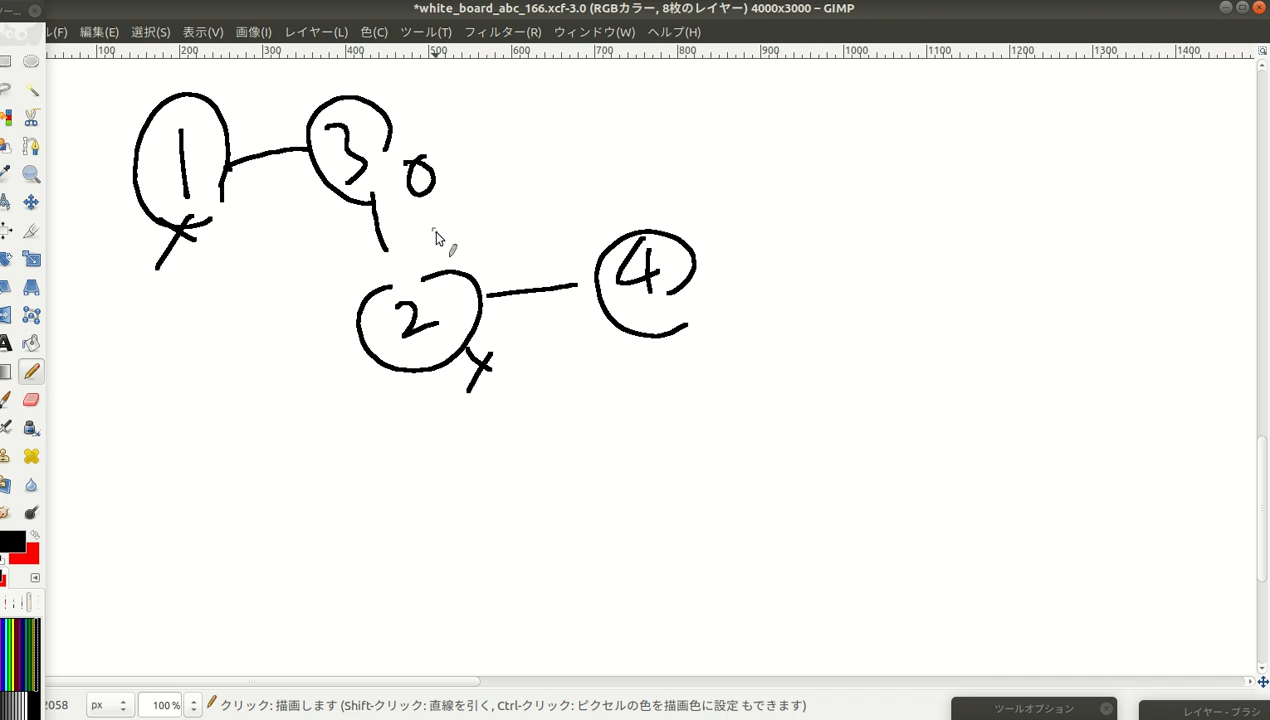 *white_board_abc_166.xcf-3.0 (RGBカラー, 8枚のレイヤー) 4000x3000 – GIMP
ル(F) 編集(E) 選択(S) 表示(V) 画像(I) レイヤー(L) 色(C) ツール(T) フィルター(R) ウィンドウ(W) ヘルプ(H)
100 200 300 400 500 600 700 800 900 1000 1100 1200 1300 1400
1 3 0
x
2 4
x
2058 px 100 % クリック: 描画します (Shift-クリック: 直線を引く, Ctrl-クリック: ピクセルの色を描画色に設定 もできます)
ツールオプション
レイヤー - ブラシ